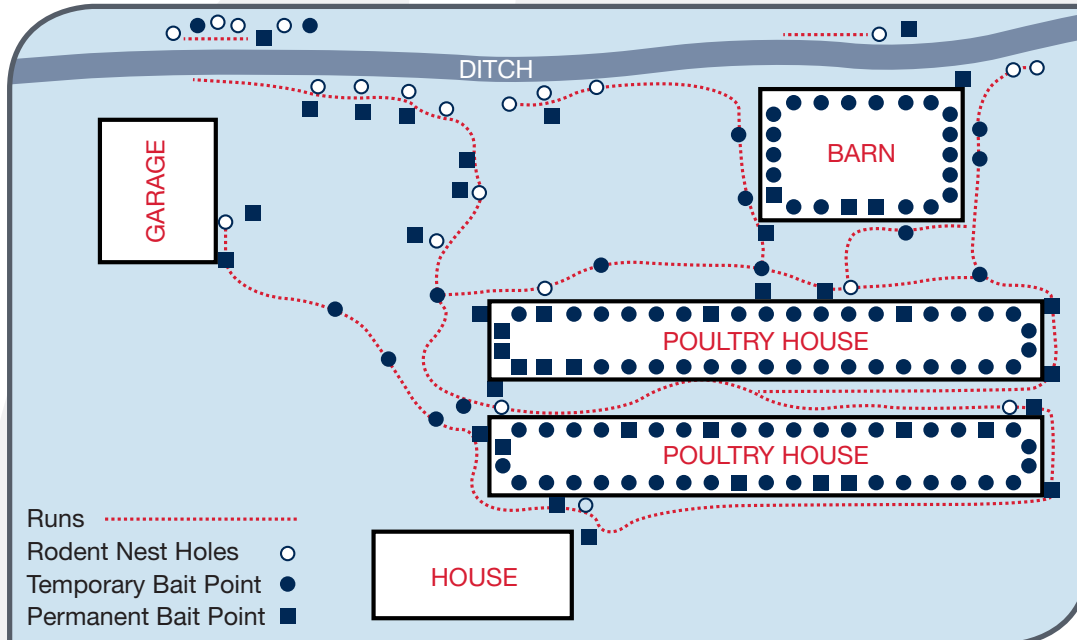 DITCH
GARAGE
BARN
POULTRY HOUSE
POULTRY HOUSE
HOUSE
Runs
Rodent Nest Holes
Temporary Bait Point
Permanent Bait Point